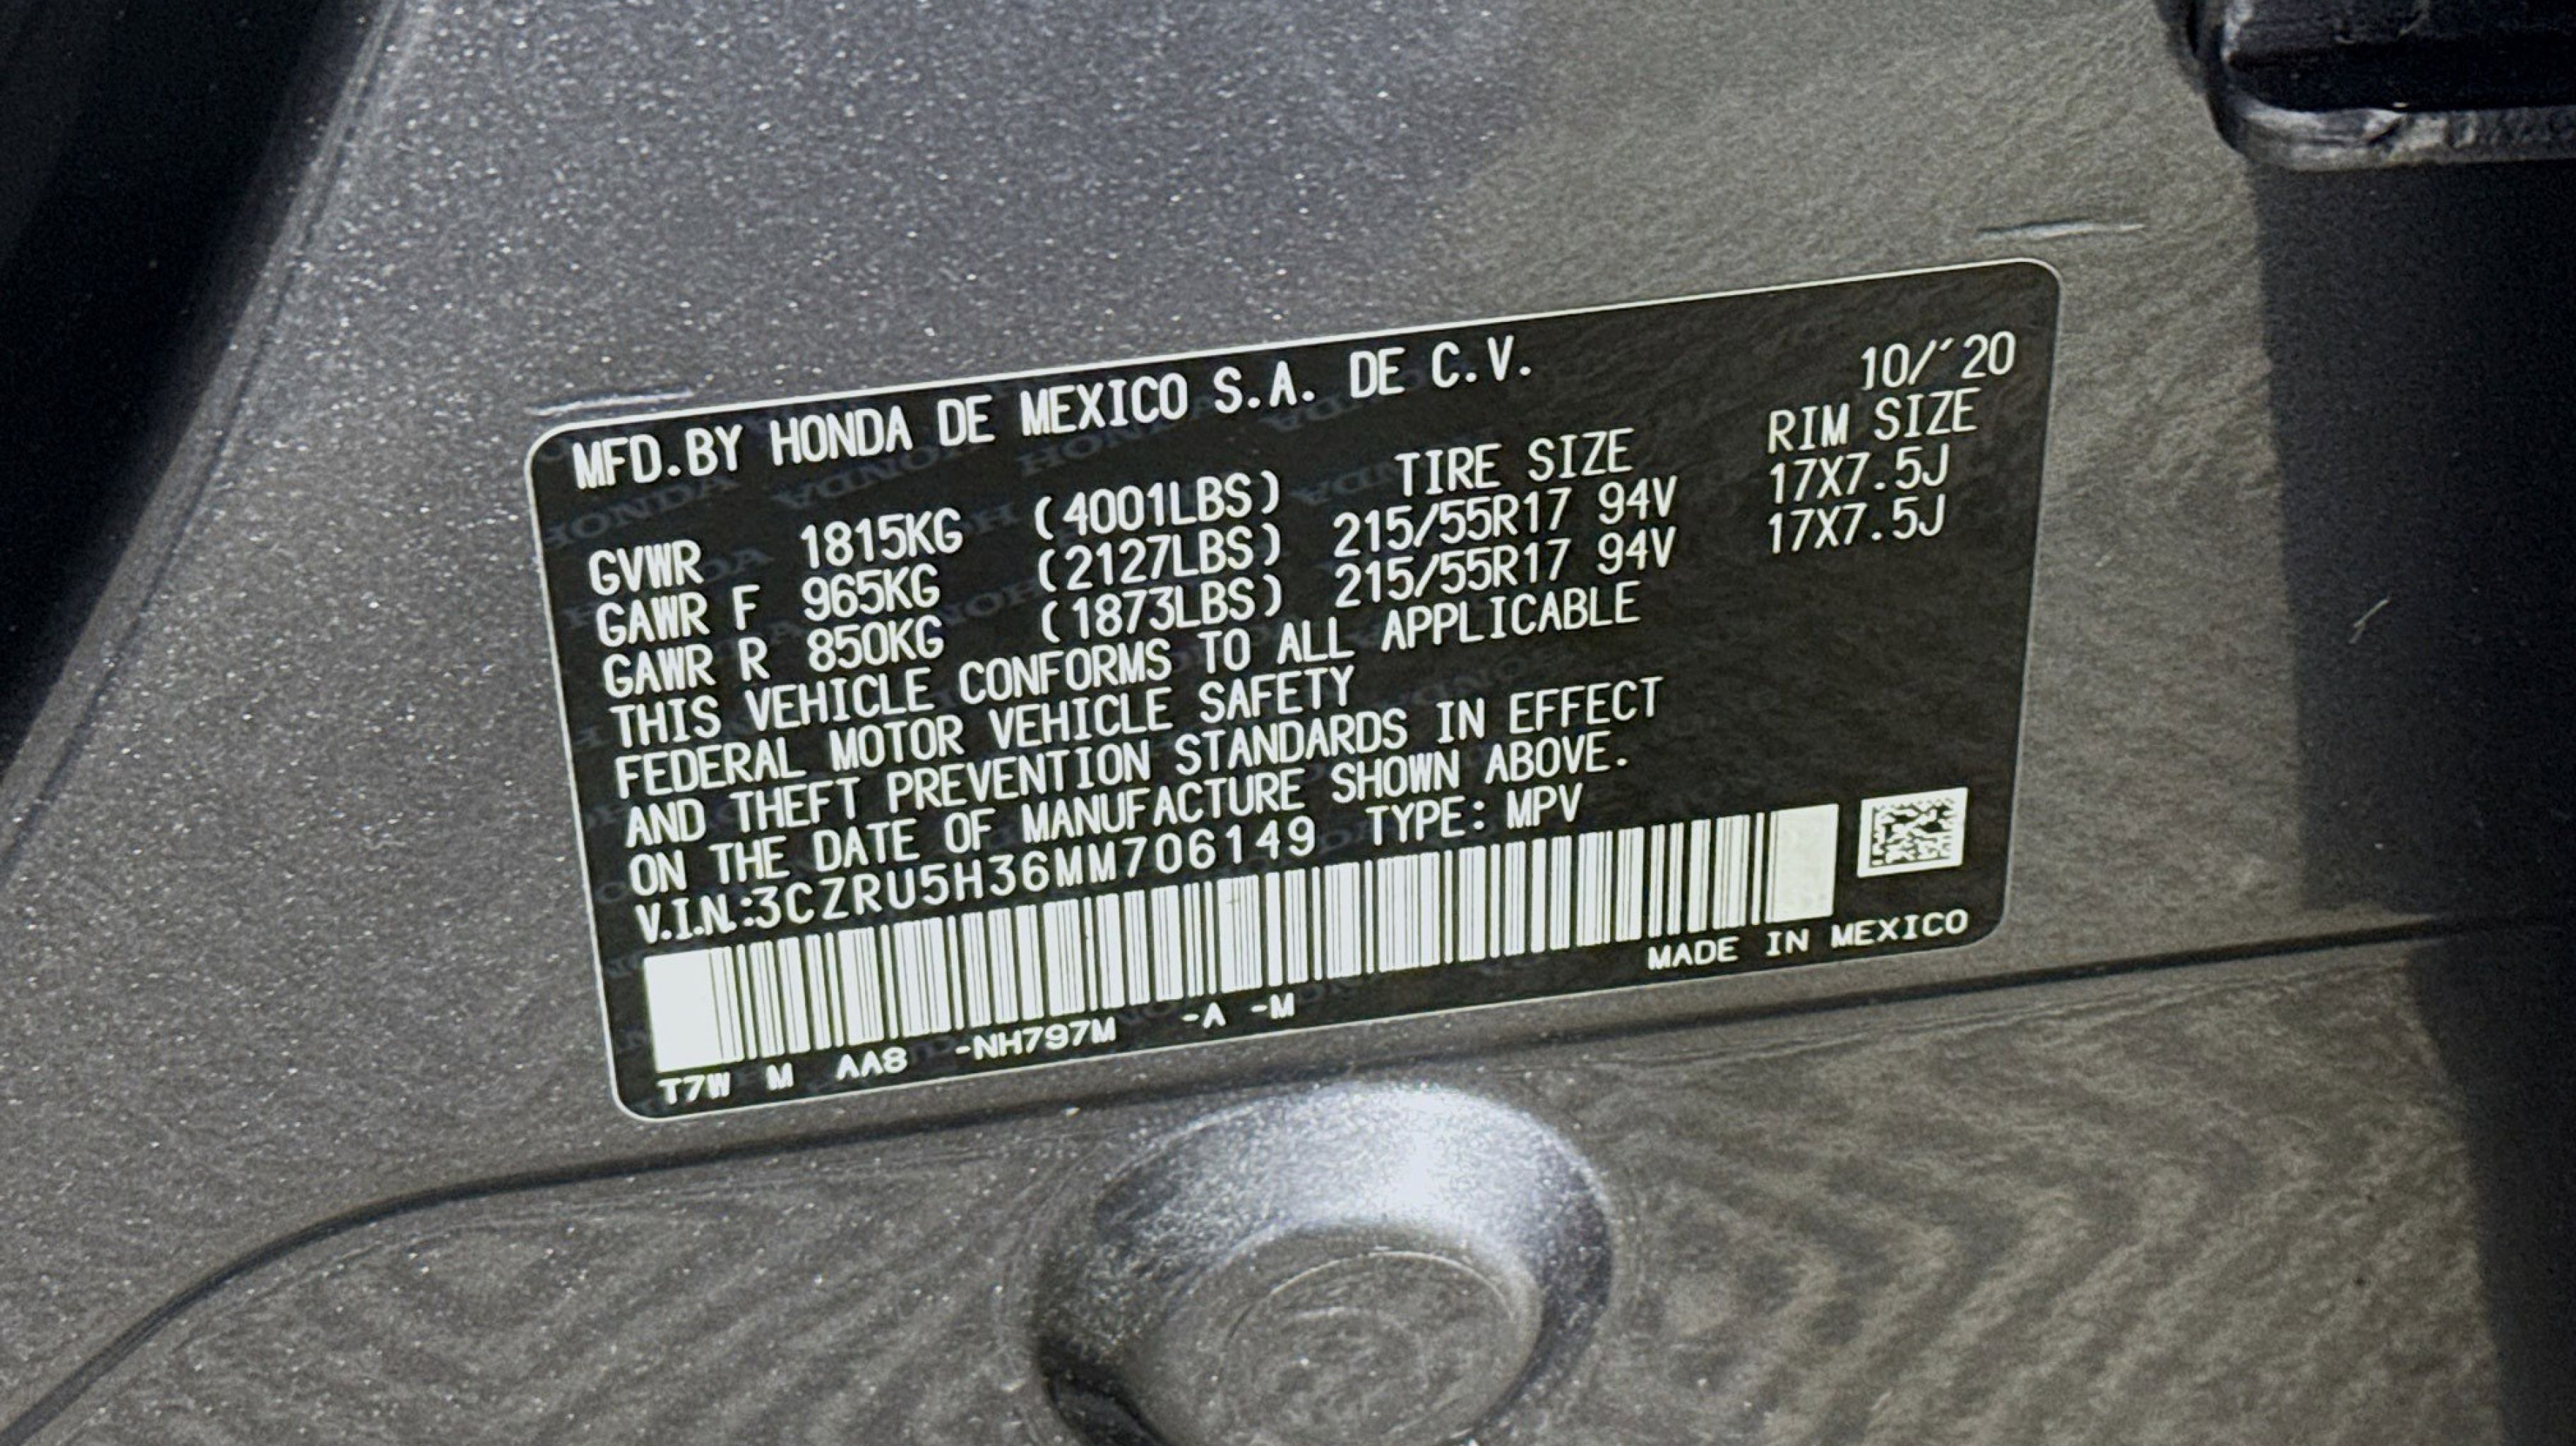 MFD.BY HONDA DE MEXICO S.A. DE C.V. 10/´20
TIRE SIZE RIM SIZE
GVWR 1815KG (4001LBS)
GAWR F 965KG (2127LBS) 215/55R17 94V 17X7.5J
GAWR R 850KG (1873LBS) 215/55R17 94V 17X7.5J
THIS VEHICLE CONFORMS TO ALL APPLICABLE
FEDERAL MOTOR VEHICLE SAFETY
AND THEFT PREVENTION STANDARDS IN EFFECT
ON THE DATE OF MANUFACTURE SHOWN ABOVE.
V.I.N.:3CZRU5H36MM706149 TYPE: MPV
MADE IN MEXICO
T7W M AA8 -NH797M -A -M